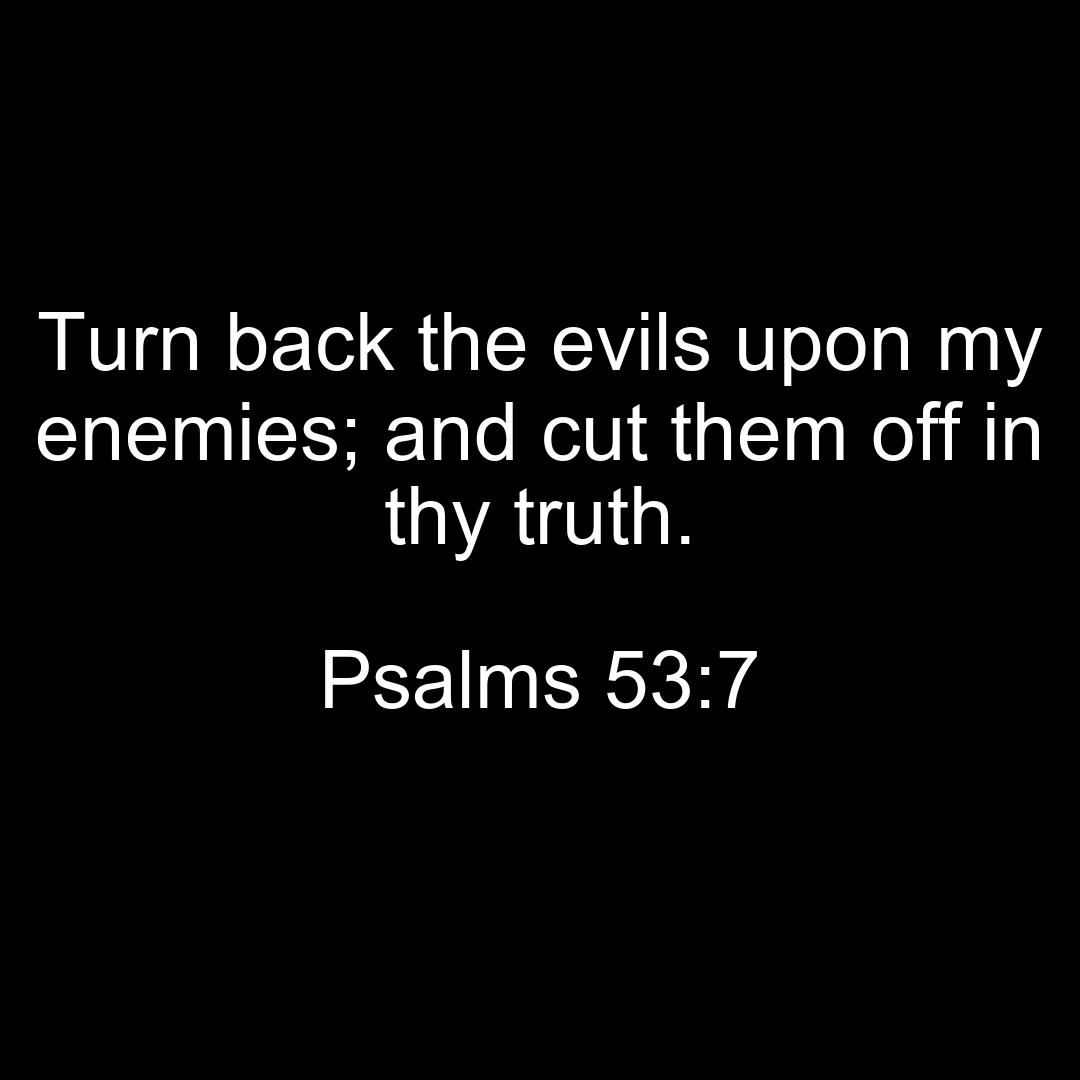 Turn back the evils upon my
enemies; and cut them off in
thy truth.
Psalms 53:7